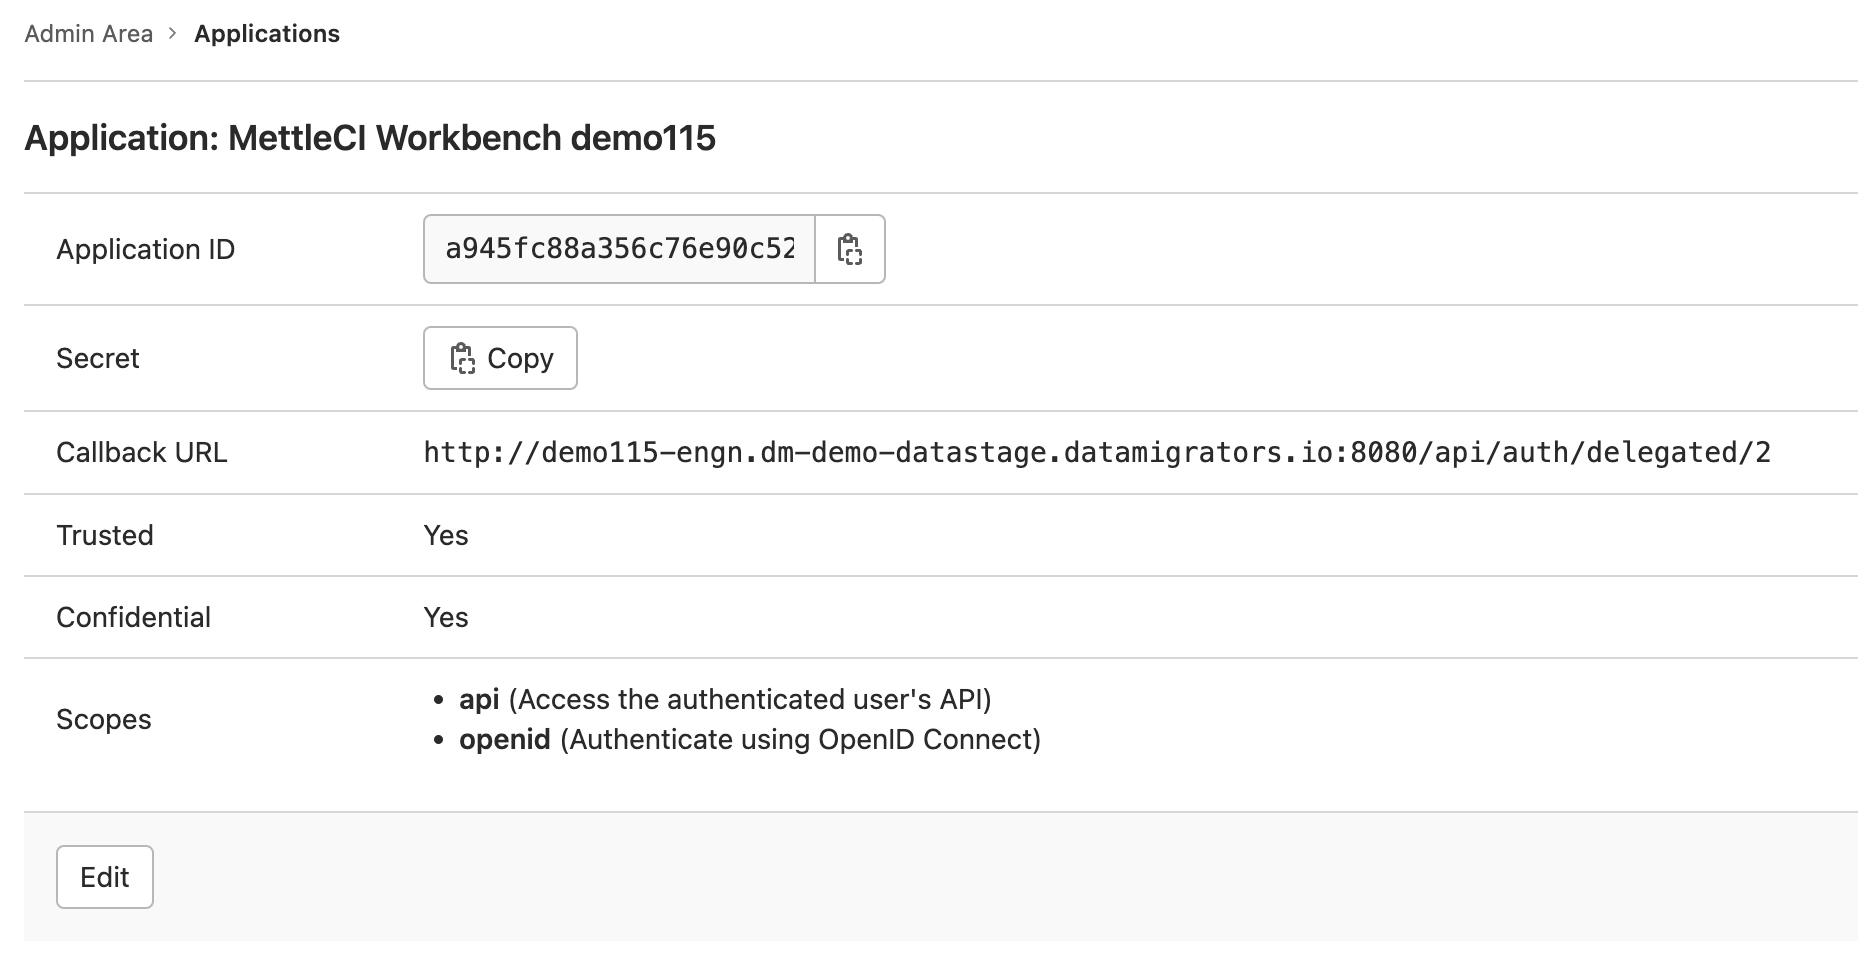 Admin Area > Applications
Application: MettleCI Workbench demo115
Application ID a945fc88a356c76e90c52
Secret Copy
Callback URL http://demo115-engn.dm-demo-datastage.datamigrators.io:8080/api/auth/delegated/2
Trusted Yes
Confidential Yes
Scopes
• api (Access the authenticated user's API)
• openid (Authenticate using OpenID Connect)
Edit